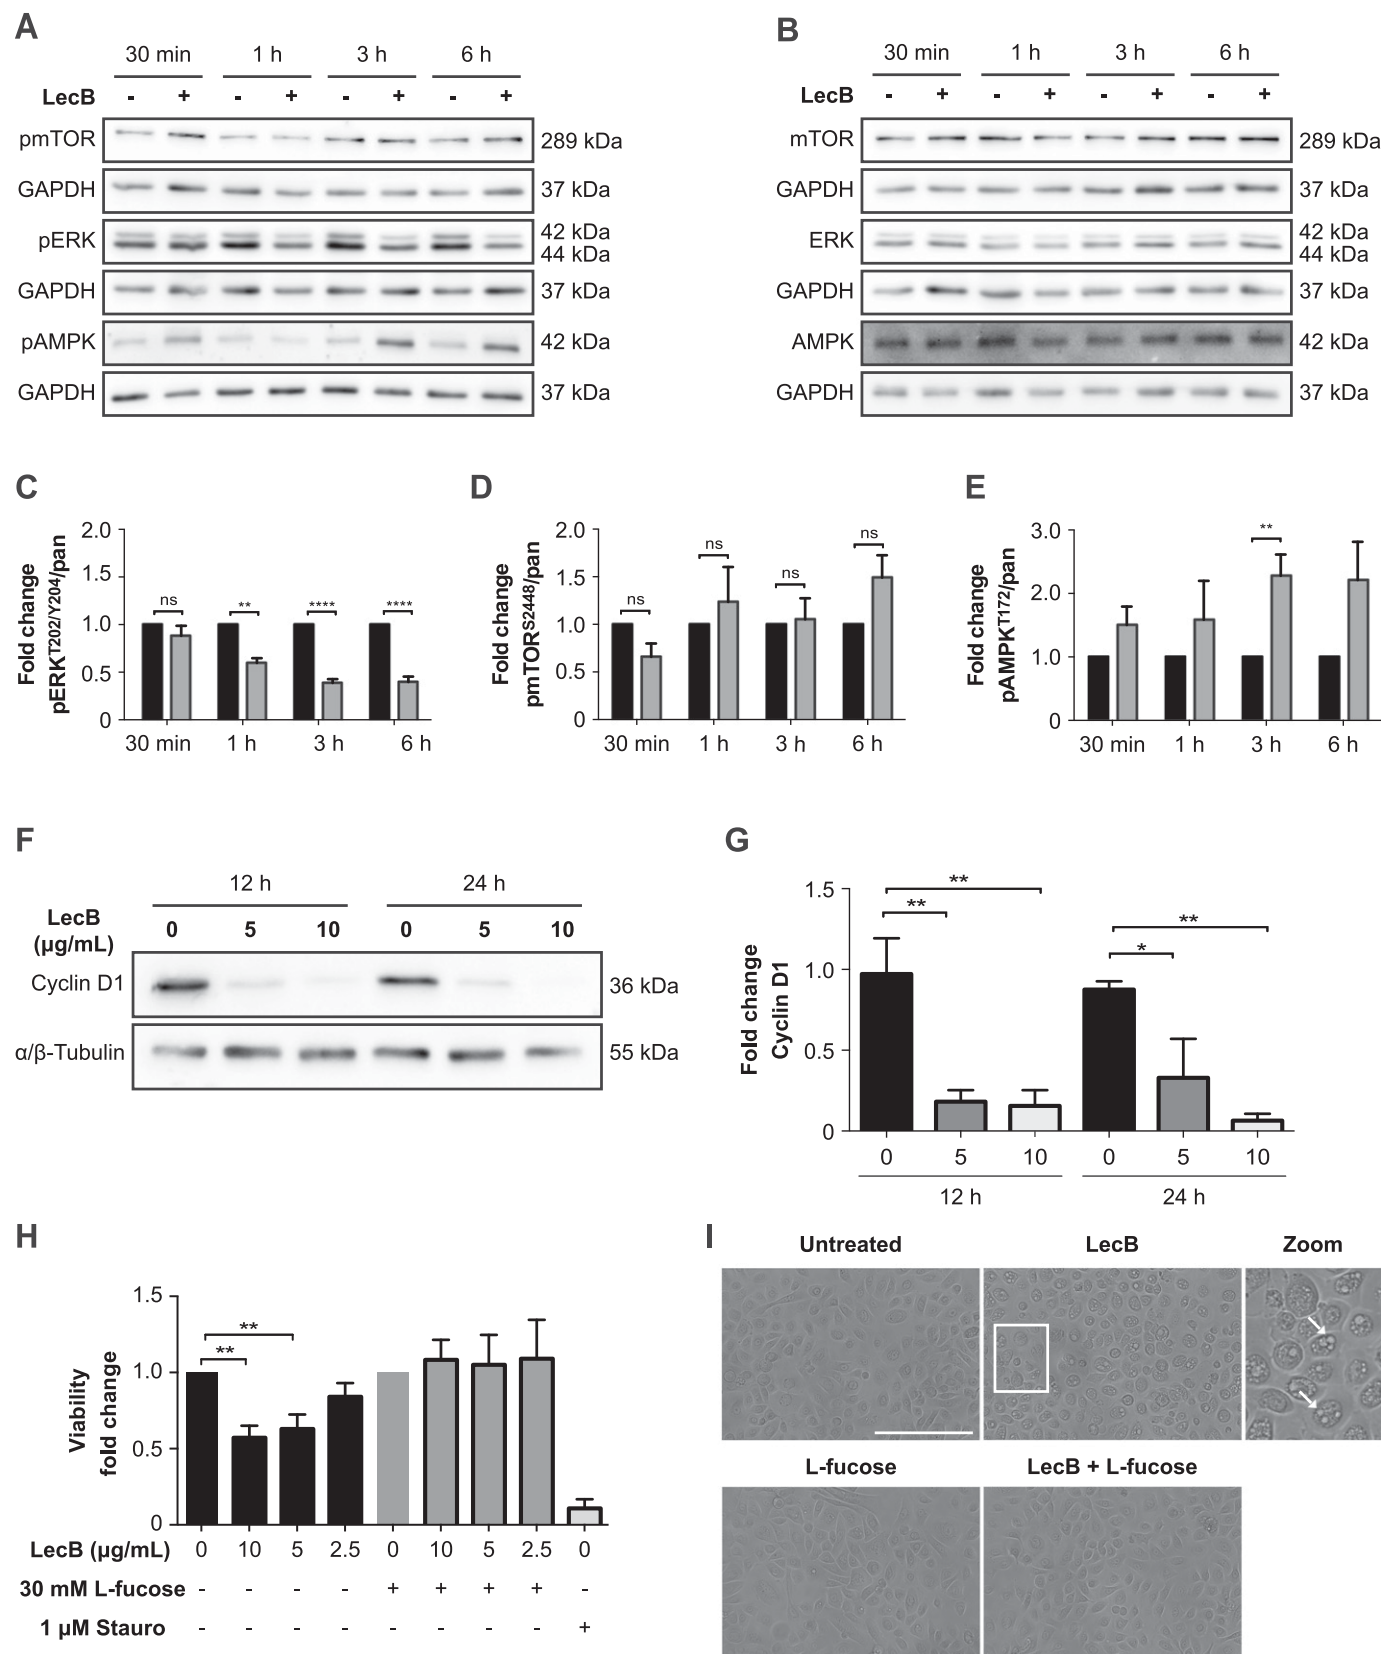 A
30 min 1 h 3 h 6 h
LecB - + - + - + - +
pmTOR 289 kDa
GAPDH 37 kDa
pERK 42 kDa
44 kDa
GAPDH 37 kDa
pAMPK 42 kDa
GAPDH 37 kDa
B
30 min 1 h 3 h 6 h
LecB - + - + - + - +
mTOR 289 kDa
GAPDH 37 kDa
ERK 42 kDa
44 kDa
GAPDH 37 kDa
AMPK 42 kDa
GAPDH 37 kDa
C
Fold change
pERKT202/Y204/pan
2.0
1.5
1.0
0.5
0
ns ** **** ****
30 min 1 h 3 h 6 h
D
Fold change
pmTORS2448/pan
2.0
1.5
1.0
0.5
0
ns ns ns ns
30 min 1 h 3 h 6 h
E
Fold change
pAMPKT172/pan
3.0
2.0
1.0
0
**
30 min 1 h 3 h 6 h
F
12 h 24 h
LecB
(µg/mL)
0 5 10 0 5 10
Cyclin D1 36 kDa
α/β-Tubulin 55 kDa
G
Fold change
Cyclin D1
1.5
1.0
0.5
0
**
**
**
*
0 5 10 0 5 10
12 h 24 h
H
Viability
fold change
1.5
1.0
0.5
0
**
**
LecB (µg/mL) 0 10 5 2.5 0 10 5 2.5 0
30 mM L-fucose - - - - + + + + -
1 µM Stauro - - - - - - - - +
I
Untreated LecB Zoom
L-fucose LecB + L-fucose